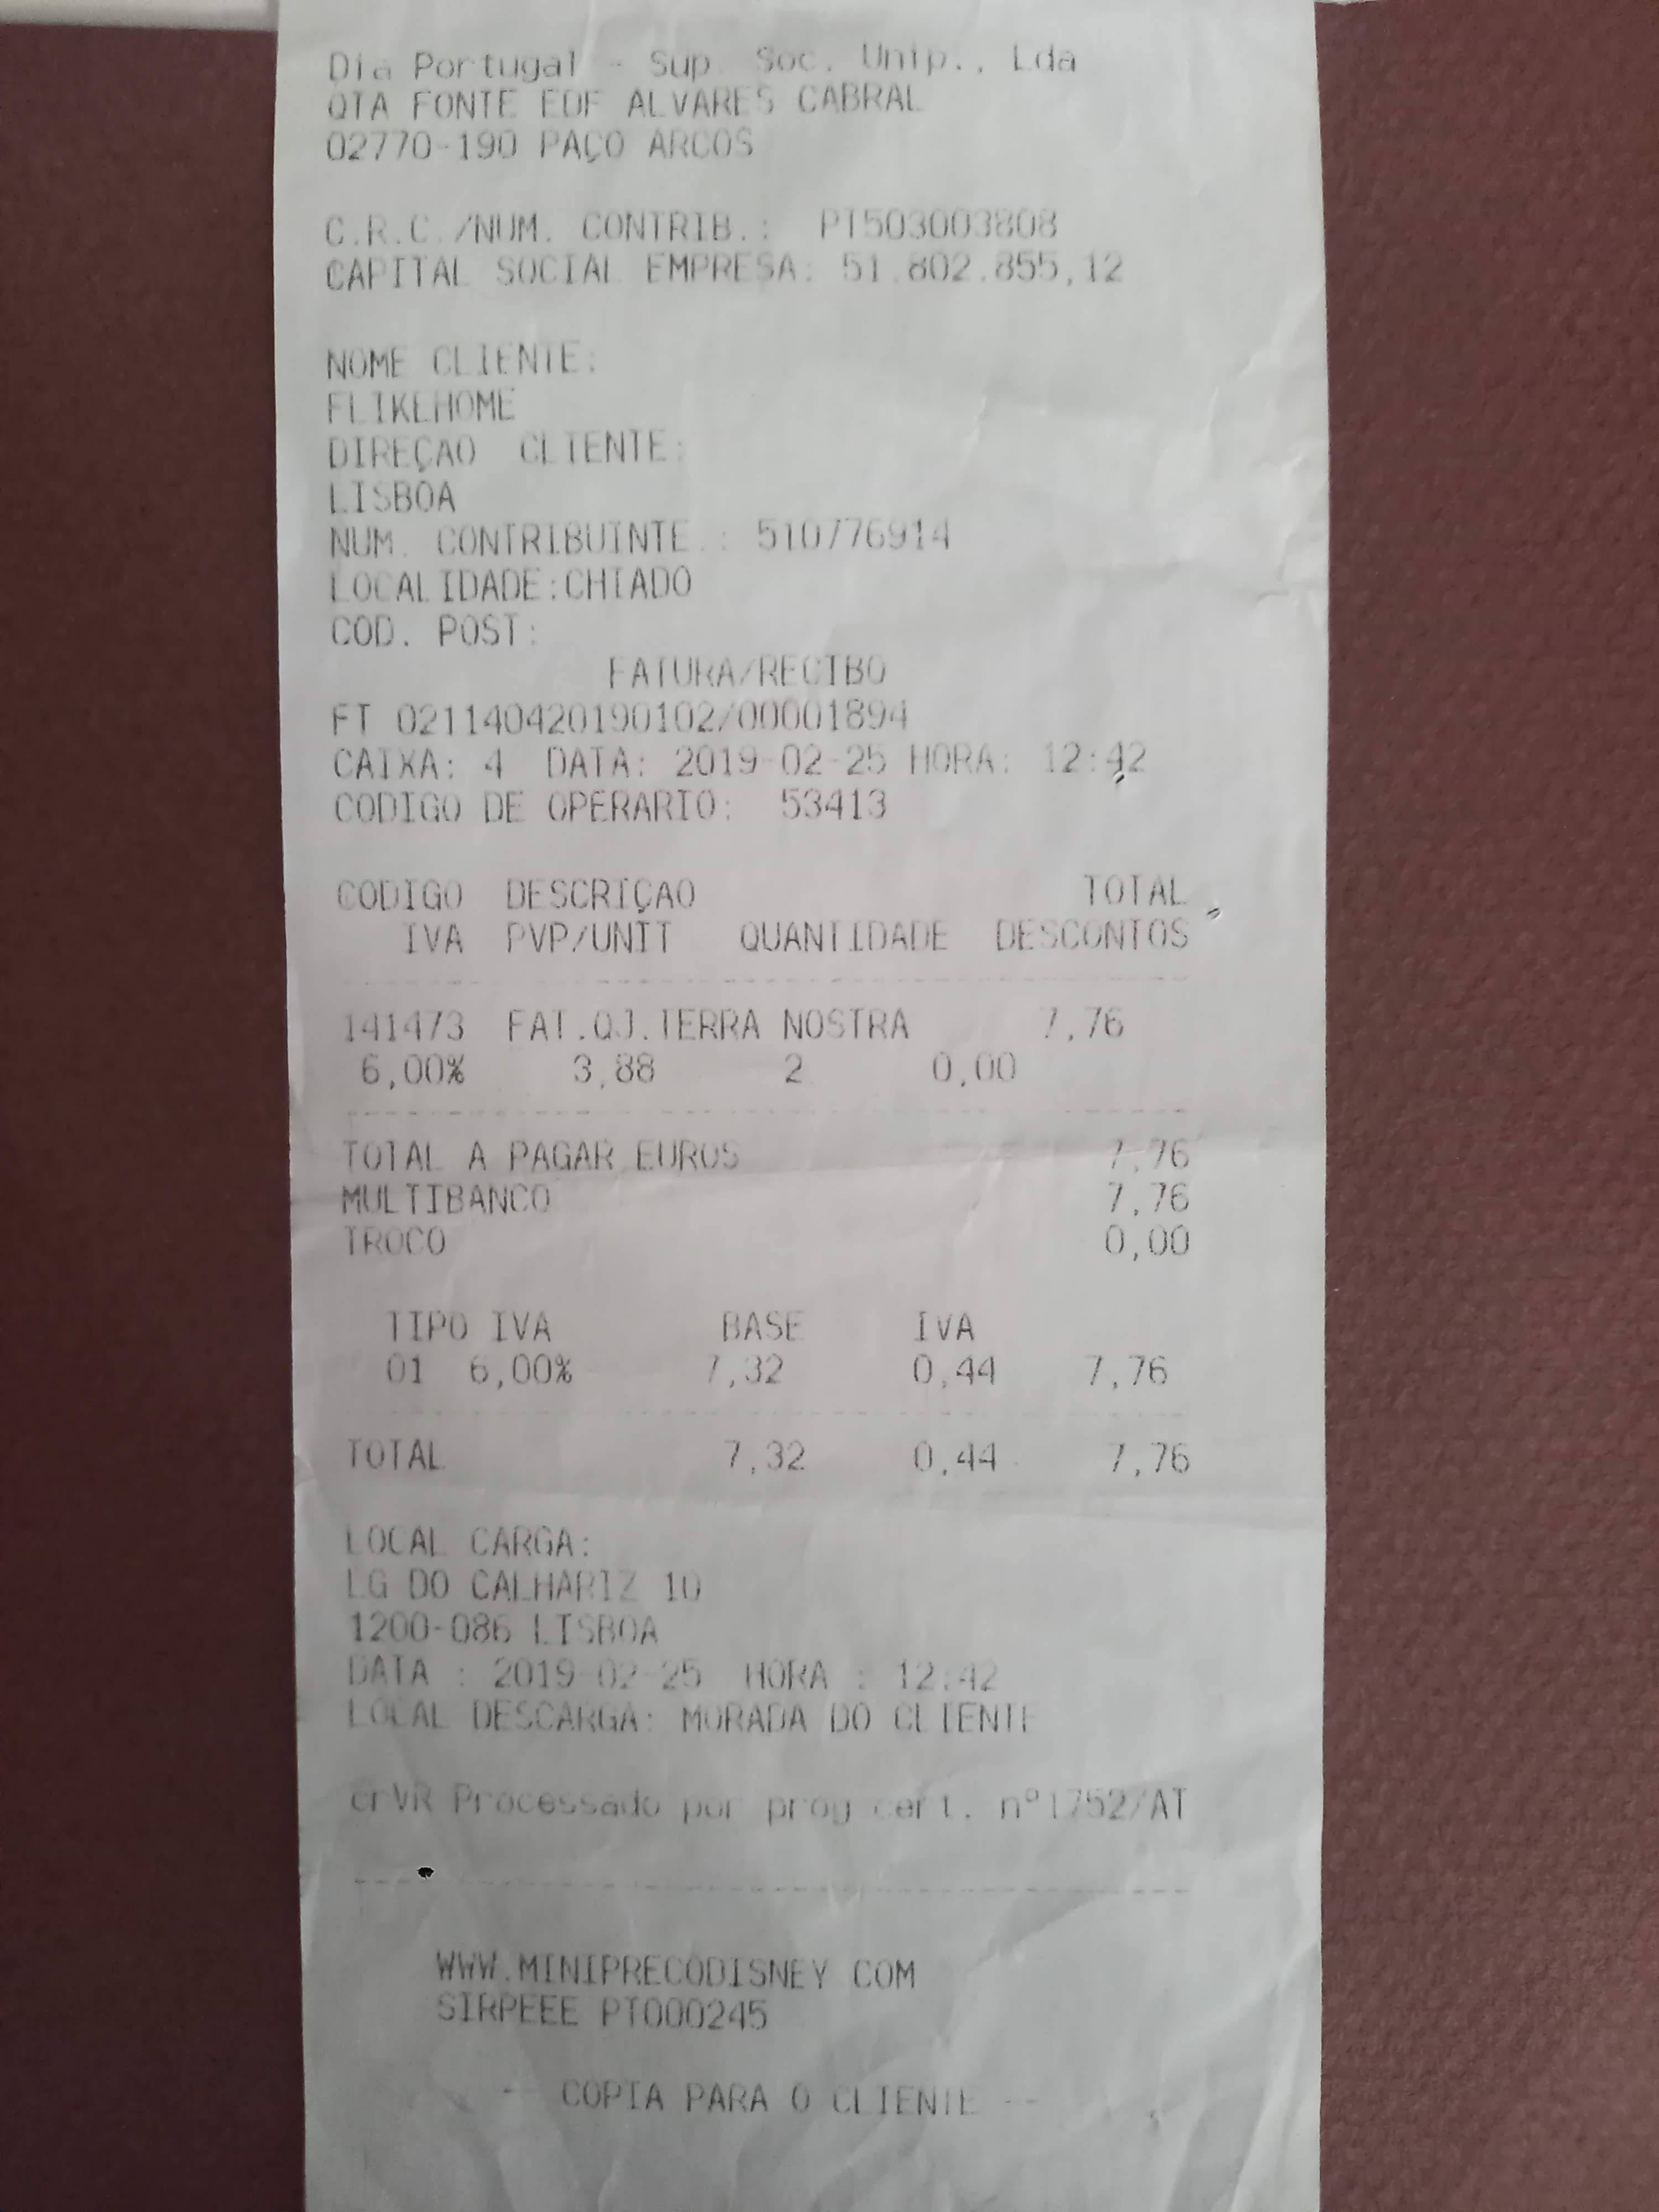 Dia Portugal - Sup. Soc. Unip., Lda
QTA FONTE EDF ALVARES CABRAL
02770-190 PAÇO ARCOS
C.R.C./NUM. CONTRIB.: PT503003808
CAPITAL SOCIAL EMPRESA: 51.802.855,12
NOME CLIENTE:
FLIKEHOME
DIREÇAO CLIENTE:
LISBOA
NUM. CONTRIBUINTE.: 510776914
LOCALIDADE:CHIADO
COD. POST:
FATURA/RECIBO
FT 021140420190102/00001894
CAIXA: 4 DATA: 2019-02-25 HORA: 12:42
CODIGO DE OPERARIO: 53413
CODIGO DESCRIÇAO TOTAL
IVA PVP/UNIT QUANTIDADE DESCONTOS
141473 FAT.QJ.TERRA NOSTRA 7,76
6,00% 3,88 2 0,00
TOTAL A PAGAR EUROS 7,76
MULTIBANCO 7,76
TROCO 0,00
TIPO IVA BASE IVA
01 6,00% 7,32 0,44 7,76
TOTAL 7,32 0,44 7,76
LOCAL CARGA:
LG DO CALHARIZ 10
1200-086 LISBOA
DATA : 2019-02-25 HORA : 12:42
LOCAL DESCARGA: MORADA DO CLIENTE
crVR Processado por prog cert. nº1752/AT
WWW.MINIPRECODISNEY COM
SIRPEEE PT000245
-- COPIA PARA O CLIENTE --